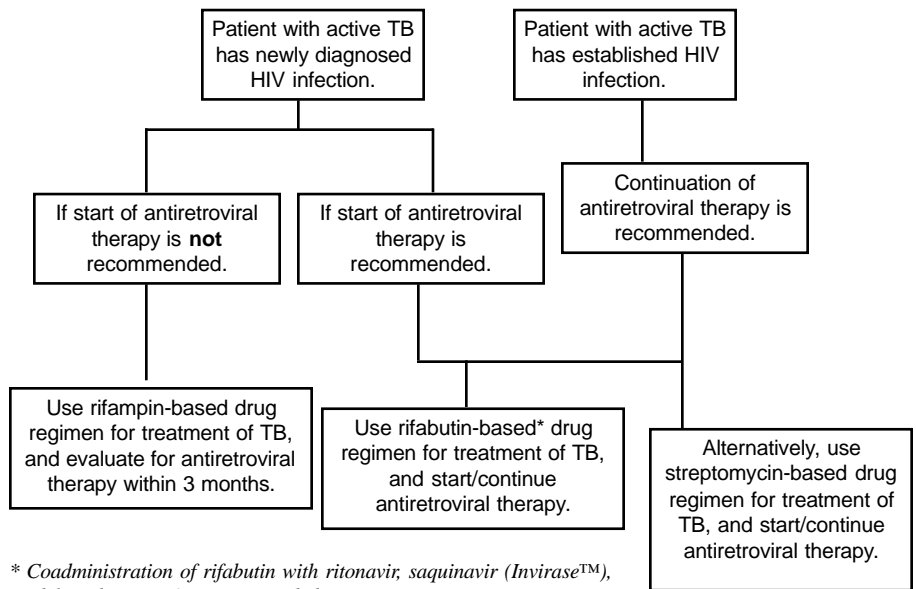 Patient with active TB
has newly diagnosed
HIV infection.
Patient with active TB
has established HIV
infection.
If start of antiretroviral
therapy is not
recommended.
If start of antiretroviral
therapy is
recommended.
Continuation of
antiretroviral therapy is
recommended.
Use rifampin-based drug
regimen for treatment of TB,
and evaluate for antiretroviral
therapy within 3 months.
Use rifabutin-based* drug
regimen for treatment of TB,
and start/continue
antiretroviral therapy.
Alternatively, use
streptomycin-based drug
regimen for treatment of
TB, and start/continue
antiretroviral therapy.
* Coadministration of rifabutin with ritonavir, saquinavir (Invirase™),